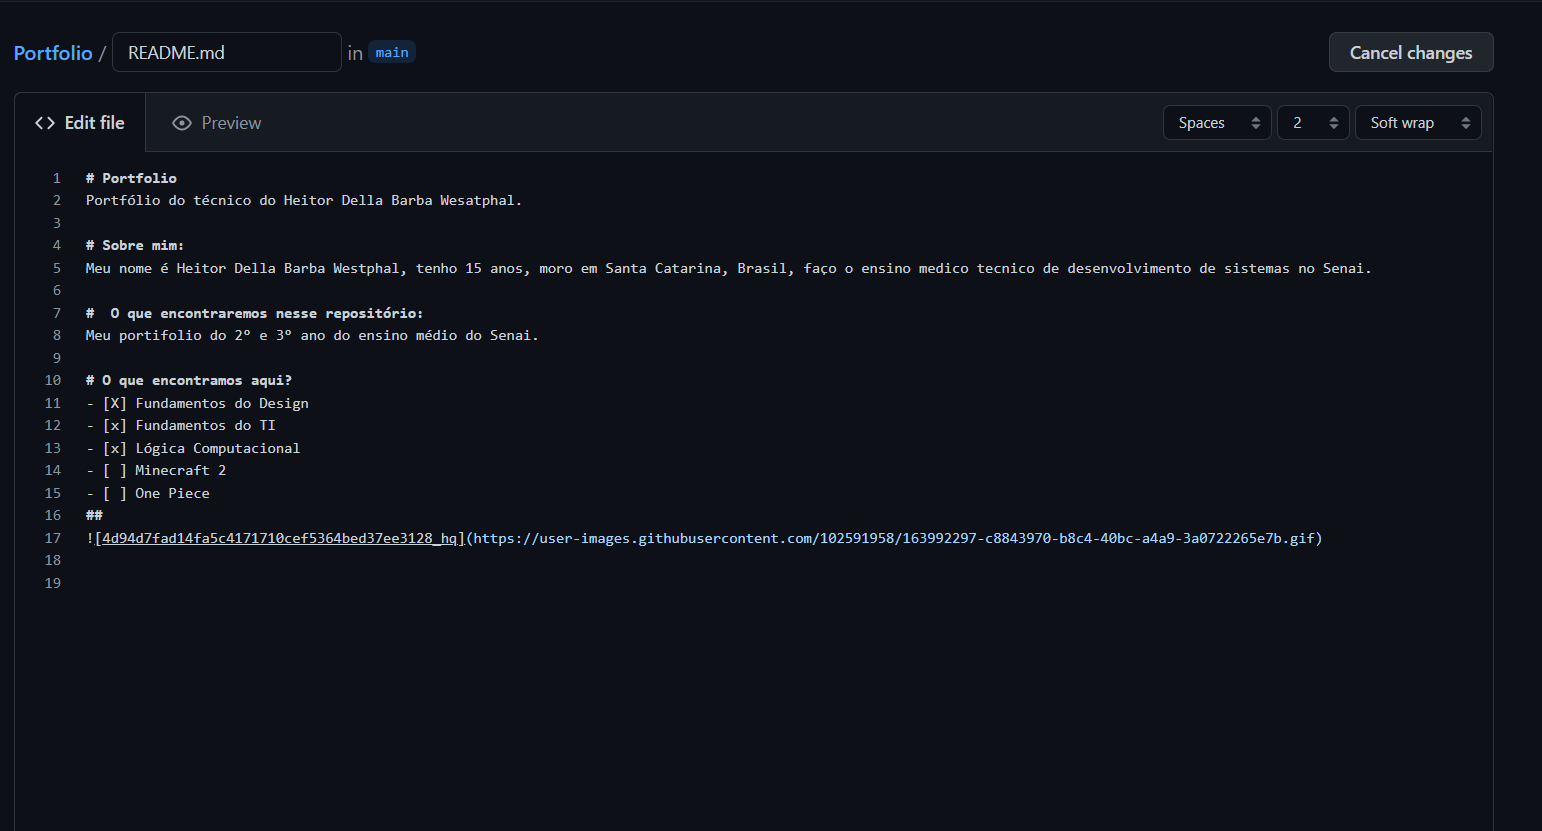 Portfolio / README.md in main
Cancel changes
Edit file
Preview
Spaces
2
Soft wrap
1 # Portfolio
2 Portfólio do técnico do Heitor Della Barba Wesatphal.
3
4 # Sobre mim:
5 Meu nome é Heitor Della Barba Westphal, tenho 15 anos, moro em Santa Catarina, Brasil, faço o ensino medico tecnico de desenvolvimento de sistemas no Senai.
6
7 #  O que encontraremos nesse repositório:
8 Meu portifolio do 2º e 3º ano do ensino médio do Senai.
9
10 # O que encontramos aqui?
11 - [X] Fundamentos do Design
12 - [x] Fundamentos do TI
13 - [x] Lógica Computacional
14 - [ ] Minecraft 2
15 - [ ] One Piece
16 ##
17 ![4d94d7fad14fa5c4171710cef5364bed37ee3128_hq](https://user-images.githubusercontent.com/102591958/163992297-c8843970-b8c4-40bc-a4a9-3a0722265e7b.gif)
18
19